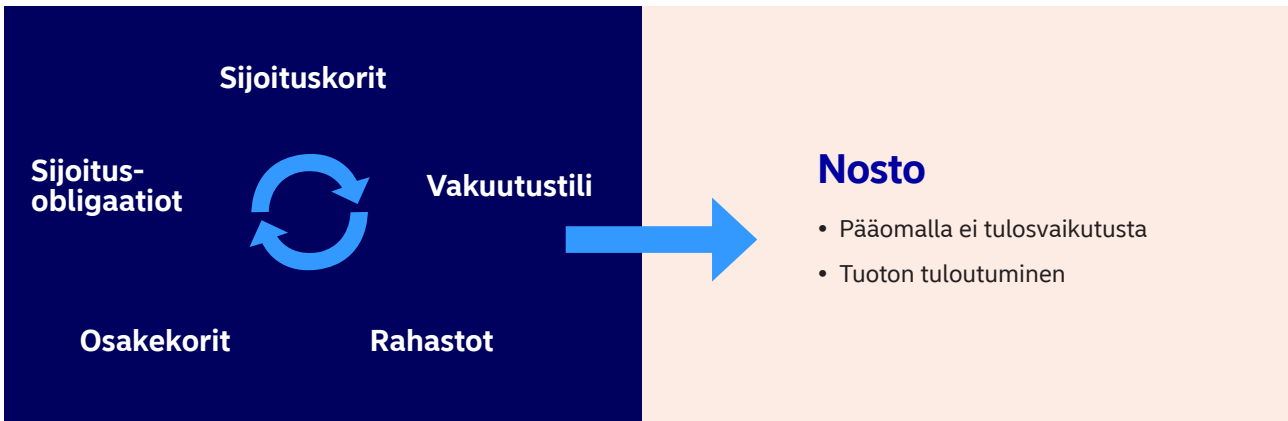 Sijoituskorit
Sijoitus-
obligaatiot
Vakuutustili
Osakekorit
Rahastot
Nosto
• Pääomalla ei tulosvaikutusta
• Tuoton tuloutuminen